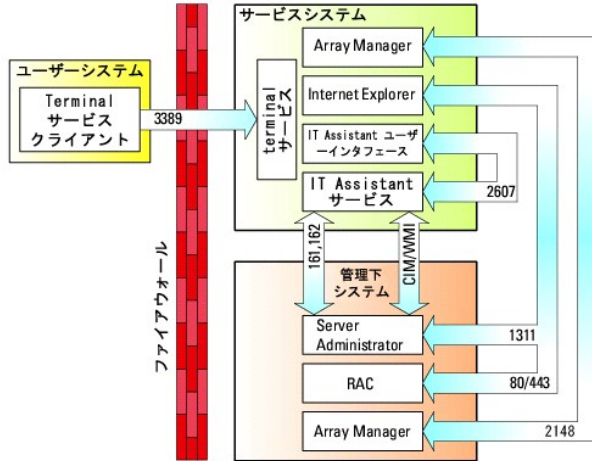 サービスシステム
Array Manager
ユーザーシステム
Terminal
サービス
クライアント
3389
terminal
サービス
Internet Explorer
IT Assistant ユーザ
ーインタフェース
IT Assistant
サービス
2607
ファイアウォール
161,162
CIM/WMI
管理下
システム
Server
Administrator
1311
RAC
80/443
Array Manager
2148